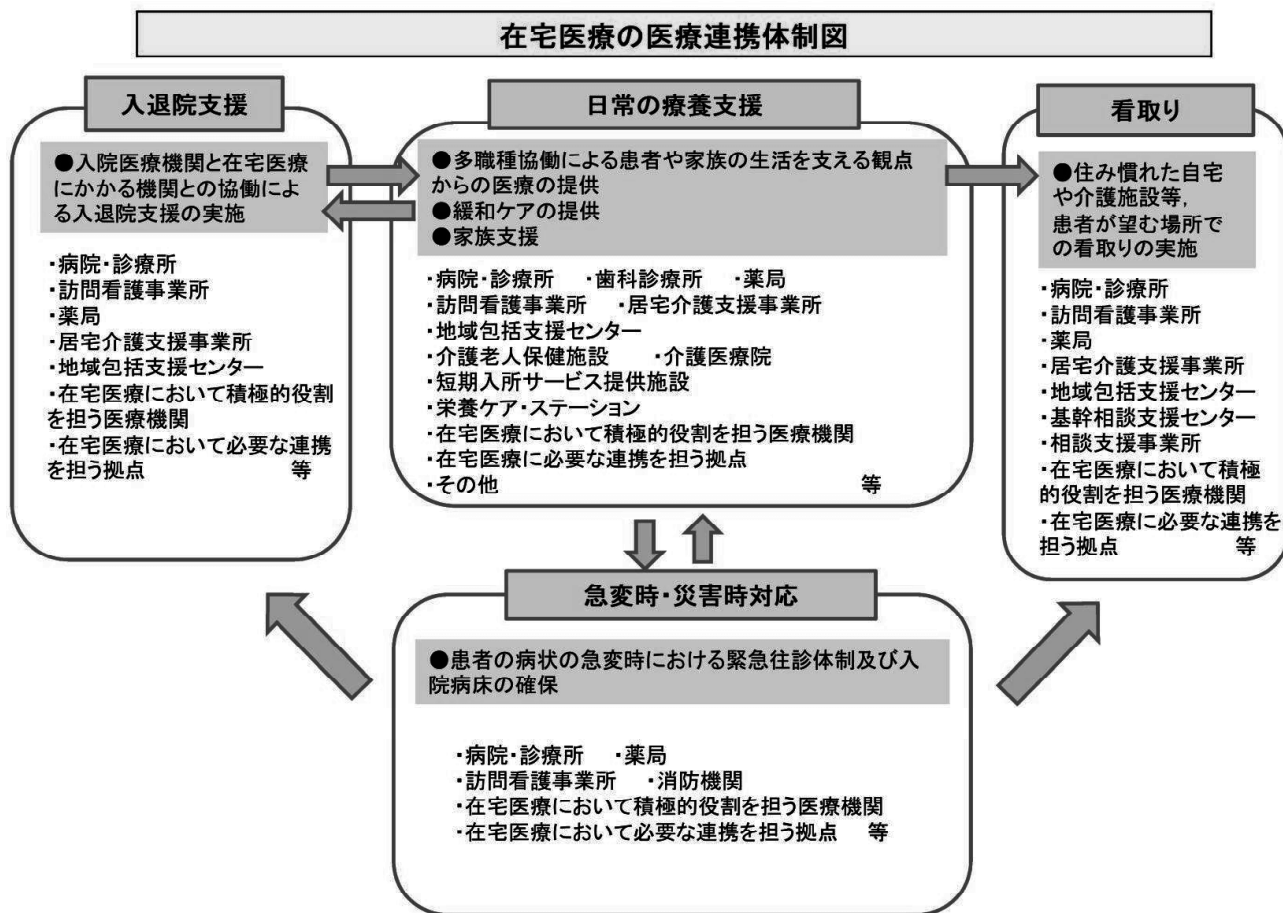 在宅医療の医療連携体制図
入退院支援
●入院医療機関と在宅医療
にかかる機関との協働によ
る入退院支援の実施
・病院・診療所
・訪問看護事業所
・薬局
・居宅介護支援事業所
・地域包括支援センター
・在宅医療において積極的役割
を担う医療機関
・在宅医療において必要な連携
を担う拠点 等
日常の療養支援
●多職種協働による患者や家族の生活を支える観点
からの医療の提供
●緩和ケアの提供
●家族支援
・病院・診療所 ・歯科診療所 ・薬局
・訪問看護事業所 ・居宅介護支援事業所
・地域包括支援センター
・介護老人保健施設 ・介護医療院
・短期入所サービス提供施設
・栄養ケア・ステーション
・在宅医療において積極的役割を担う医療機関
・在宅医療に必要な連携を担う拠点
・その他 等
看取り
●住み慣れた自宅
や介護施設等,
患者が望む場所で
の看取りの実施
・病院・診療所
・訪問看護事業所
・薬局
・居宅介護支援事業所
・地域包括支援センター
・基幹相談支援センター
・相談支援事業所
・在宅医療において積極
的役割を担う医療機関
・在宅医療に必要な連携を
担う拠点 等
急変時・災害時対応
●患者の病状の急変時における緊急往診体制及び入
院病床の確保
・病院・診療所 ・薬局
・訪問看護事業所 ・消防機関
・在宅医療において積極的役割を担う医療機関
・在宅医療において必要な連携を担う拠点 等